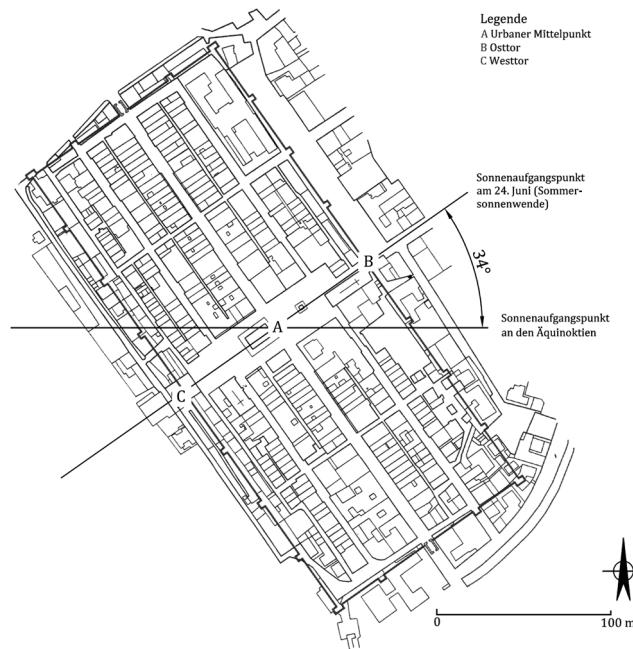 Legende
A Urbaner Mittelpunkt
B Osttor
C Westtor
Sonnenaufgangspunkt
am 24. Juni (Sommer-
sonnenwende)
B
34°
A
Sonnenaufgangspunkt
an den Äquinoktien
C
0
100 m